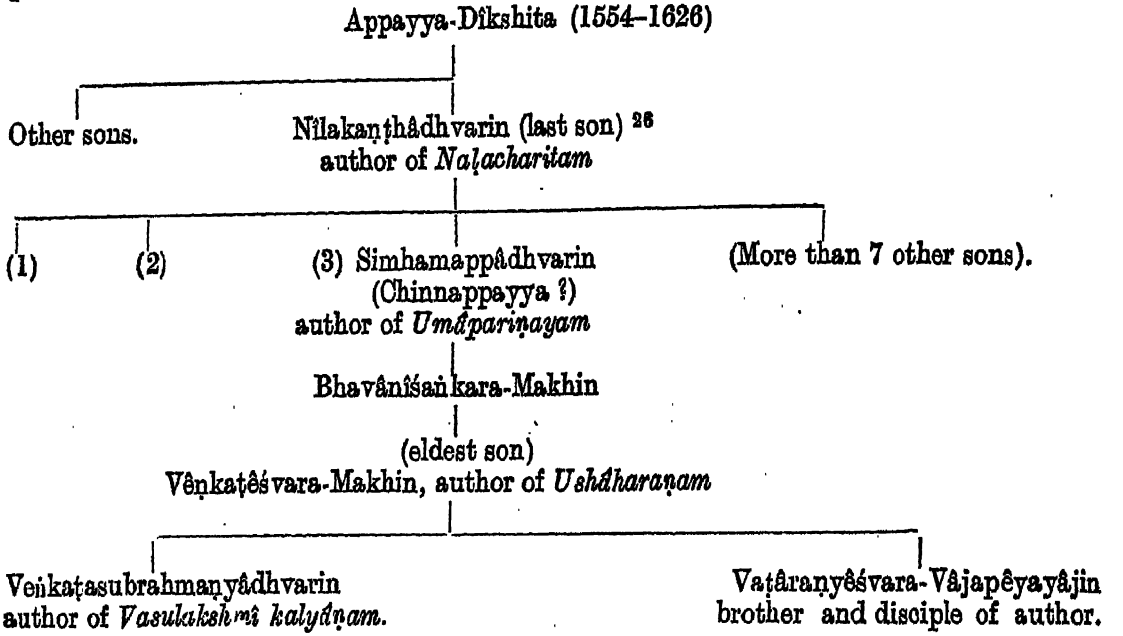 Appayya-Dîkshita (1554–1626)
Other sons.
Nîlakaṇṭhâdhvarin (last son) 26
author of Naḷacharitam
(1)
(2)
(3) Simhamappâdhvarin
(Chinnappayya ?)
author of Umâpariṇayam
(More than 7 other sons).
Bhavânîśaṅkara-Makhin
(eldest son)
Vêṇkaṭêśvara-Makhin, author of Ushâharaṇam
Veṅkaṭasubrahmaṇyâdhvarin
author of Vasulakshmî kalyâṇam.
Vaṭâraṇyêśvara-Vâjapêyayâjin
brother and disciple of author.